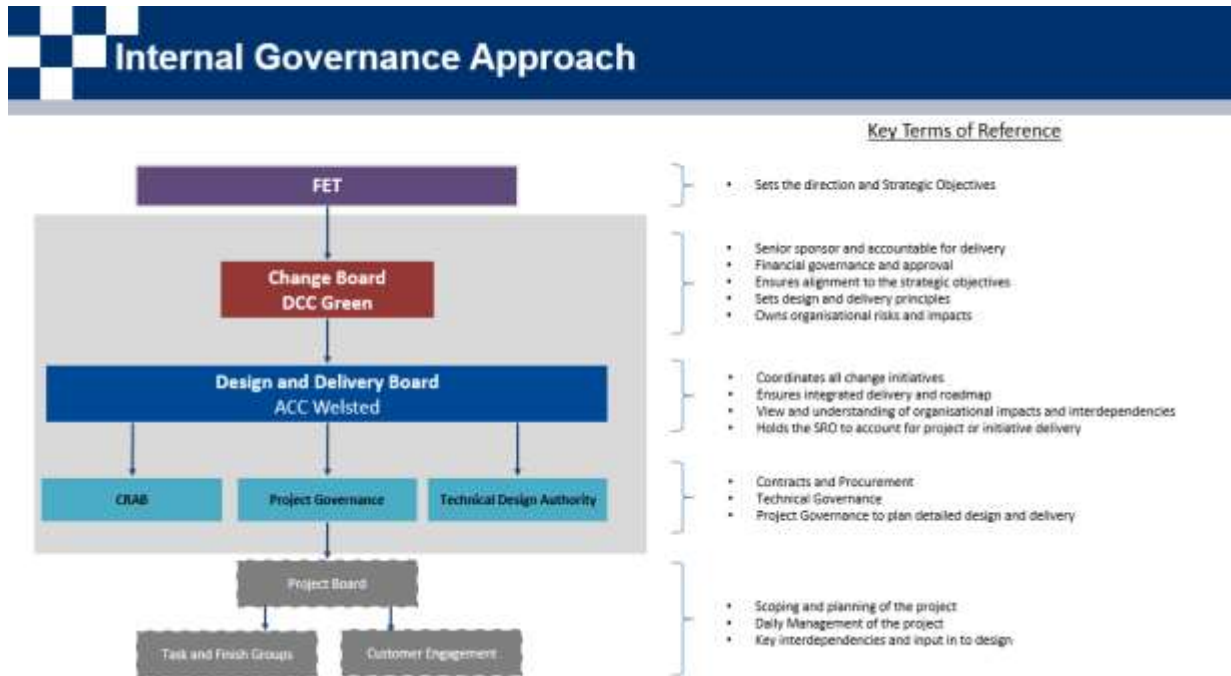 Internal Governance Approach
Key Terms of Reference
FET
• Sets the direction and Strategic Objectives
Change Board
DCC Green
• Senior sponsor and accountable for delivery
• Financial governance and approval
• Ensures alignment to the strategic objectives
• Sets design and delivery principles
• Owns organisational risks and impacts
Design and Delivery Board
ACC Welsted
• Coordinates all change initiatives
• Ensures integrated delivery and roadmap
• View and understanding of organisational impacts and interdependencies
• Holds the SRO to account for project or initiative delivery
CRAB
Project Governance
Technical Design Authority
• Contracts and Procurement
• Technical Governance
• Project Governance to plan detailed design and delivery
Project Board
Task and Finish Groups
Customer Engagement
• Scoping and planning of the project
• Daily Management of the project
• Key interdependencies and input in to design